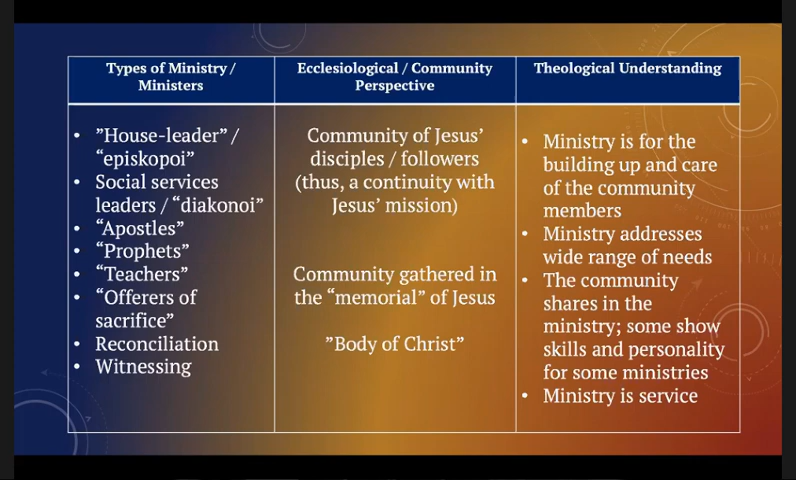 Types of Ministry /
Ministers
Ecclesiological / Community
Perspective
Theological Understanding
• ”House-leader” /
“episkopoi”
• Social services
leaders / “diakonoi”
• “Apostles”
• “Prophets”
• “Teachers”
• “Offerers of
sacrifice”
• Reconciliation
• Witnessing
Community of Jesus’
disciples / followers
(thus, a continuity with
Jesus’ mission)
Community gathered in
the “memorial” of Jesus
”Body of Christ”
• Ministry is for the
building up and care
of the community
members
• Ministry addresses
wide range of needs
• The community
shares in the
ministry; some show
skills and personality
for some ministries
• Ministry is service